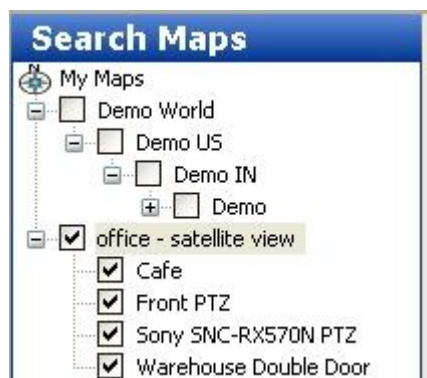 Search Maps
N
My Maps
Demo World
Demo US
Demo IN
Demo
office - satellite view
Cafe
Front PTZ
Sony SNC-RX570N PTZ
Warehouse Double Door